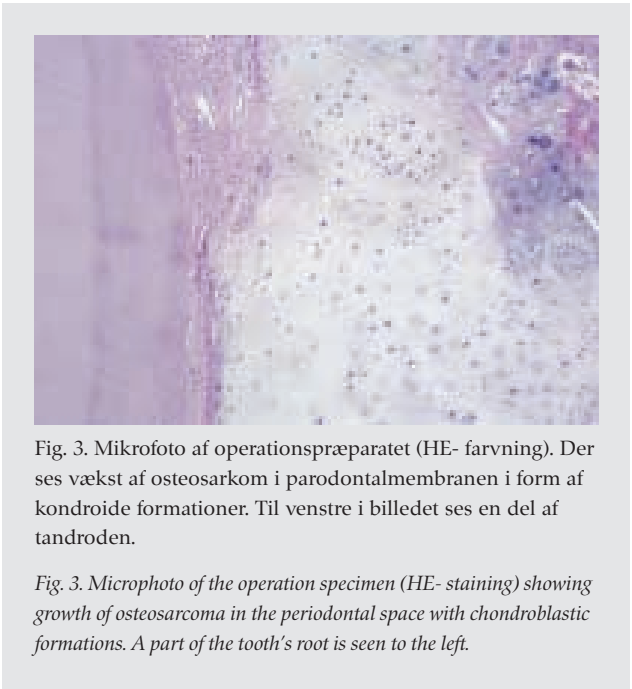 Fig. 3. Mikrofoto af operationspræparatet (HE- farvning). Der
ses vækst af osteosarkom i parodontalmembranen i form af
kondroide formationer. Til venstre i billedet ses en del af
tandroden.
Fig. 3. Microphoto of the operation specimen (HE- staining) showing
growth of osteosarcoma in the periodontal space with chondroblastic
formations. A part of the tooth's root is seen to the left.